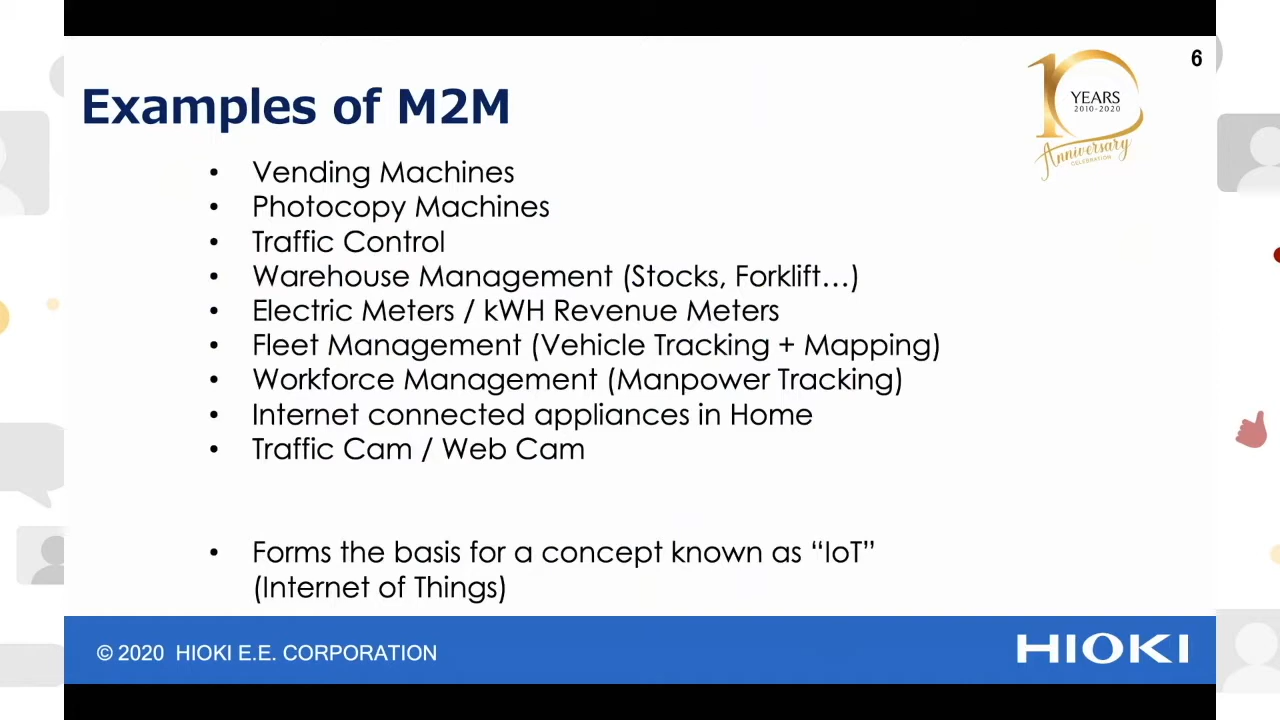 6
Examples of M2M
10
YEARS
2010-2020
Anniversary
CELEBRATION
• Vending Machines
• Photocopy Machines
• Traffic Control
• Warehouse Management (Stocks, Forklift…)
• Electric Meters / kWH Revenue Meters
• Fleet Management (Vehicle Tracking + Mapping)
• Workforce Management (Manpower Tracking)
• Internet connected appliances in Home
• Traffic Cam / Web Cam
• Forms the basis for a concept known as “IoT”
(Internet of Things)
© 2020 HIOKI E.E. CORPORATION
HIOKI